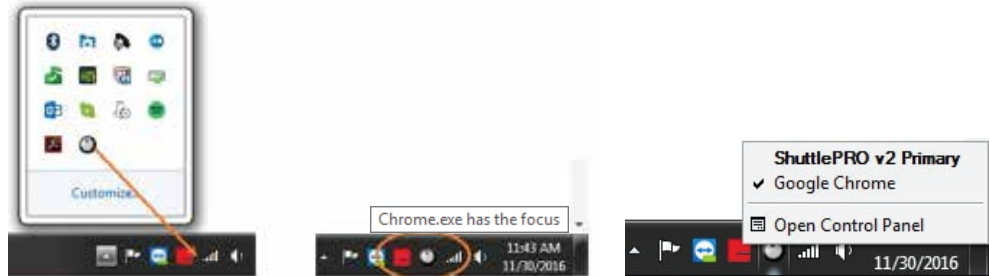 Customize...
Chrome.exe has the focus
11:43 AM
11/30/2016
ShuttlePRO v2 Primary
Google Chrome
Open Control Panel
11/30/2016